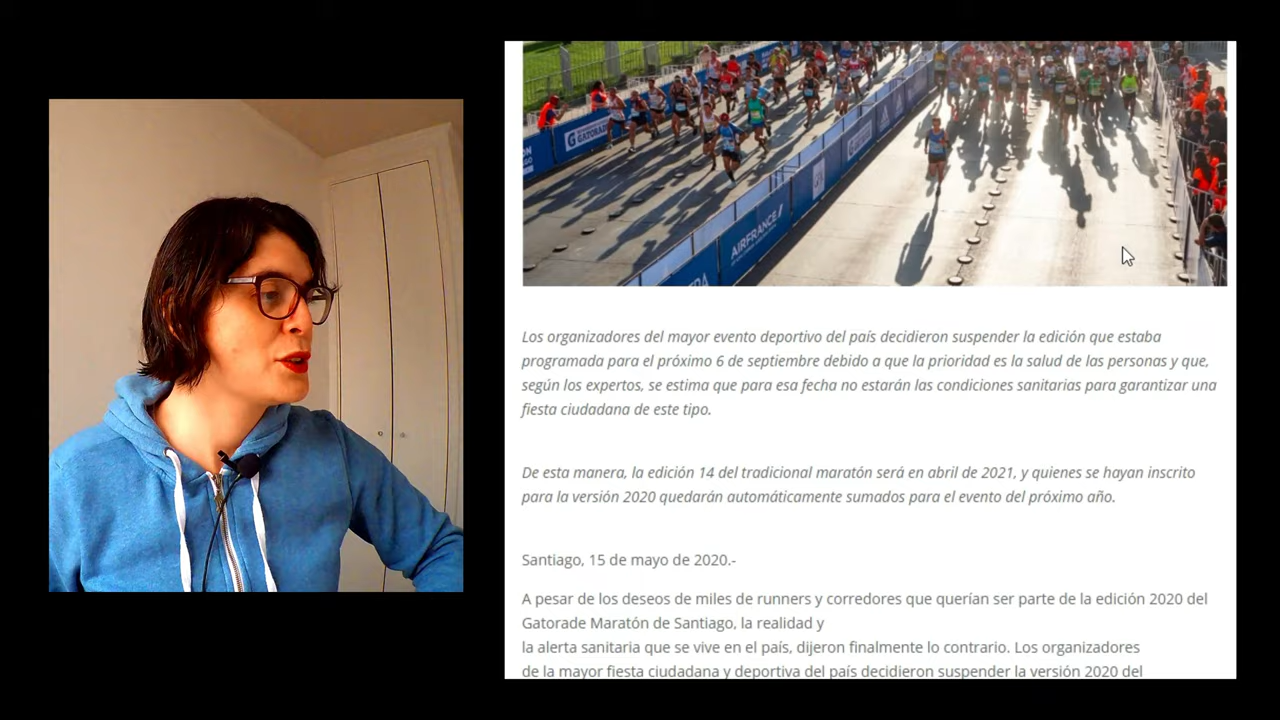 GATORADE
AIRFRANCE
Los organizadores del mayor evento deportivo del país decidieron suspender la edición que estaba
programada para el próximo 6 de septiembre debido a que la prioridad es la salud de las personas y que,
según los expertos, se estima que para esa fecha no estarán las condiciones sanitarias para garantizar una
fiesta ciudadana de este tipo.
De esta manera, la edición 14 del tradicional maratón será en abril de 2021, y quienes se hayan inscrito
para la versión 2020 quedarán automáticamente sumados para el evento del próximo año.
Santiago, 15 de mayo de 2020.-
A pesar de los deseos de miles de runners y corredores que querían ser parte de la edición 2020 del
Gatorade Maratón de Santiago, la realidad y
la alerta sanitaria que se vive en el país, dijeron finalmente lo contrario. Los organizadores
de la mayor fiesta ciudadana y deportiva del país decidieron suspender la versión 2020 del